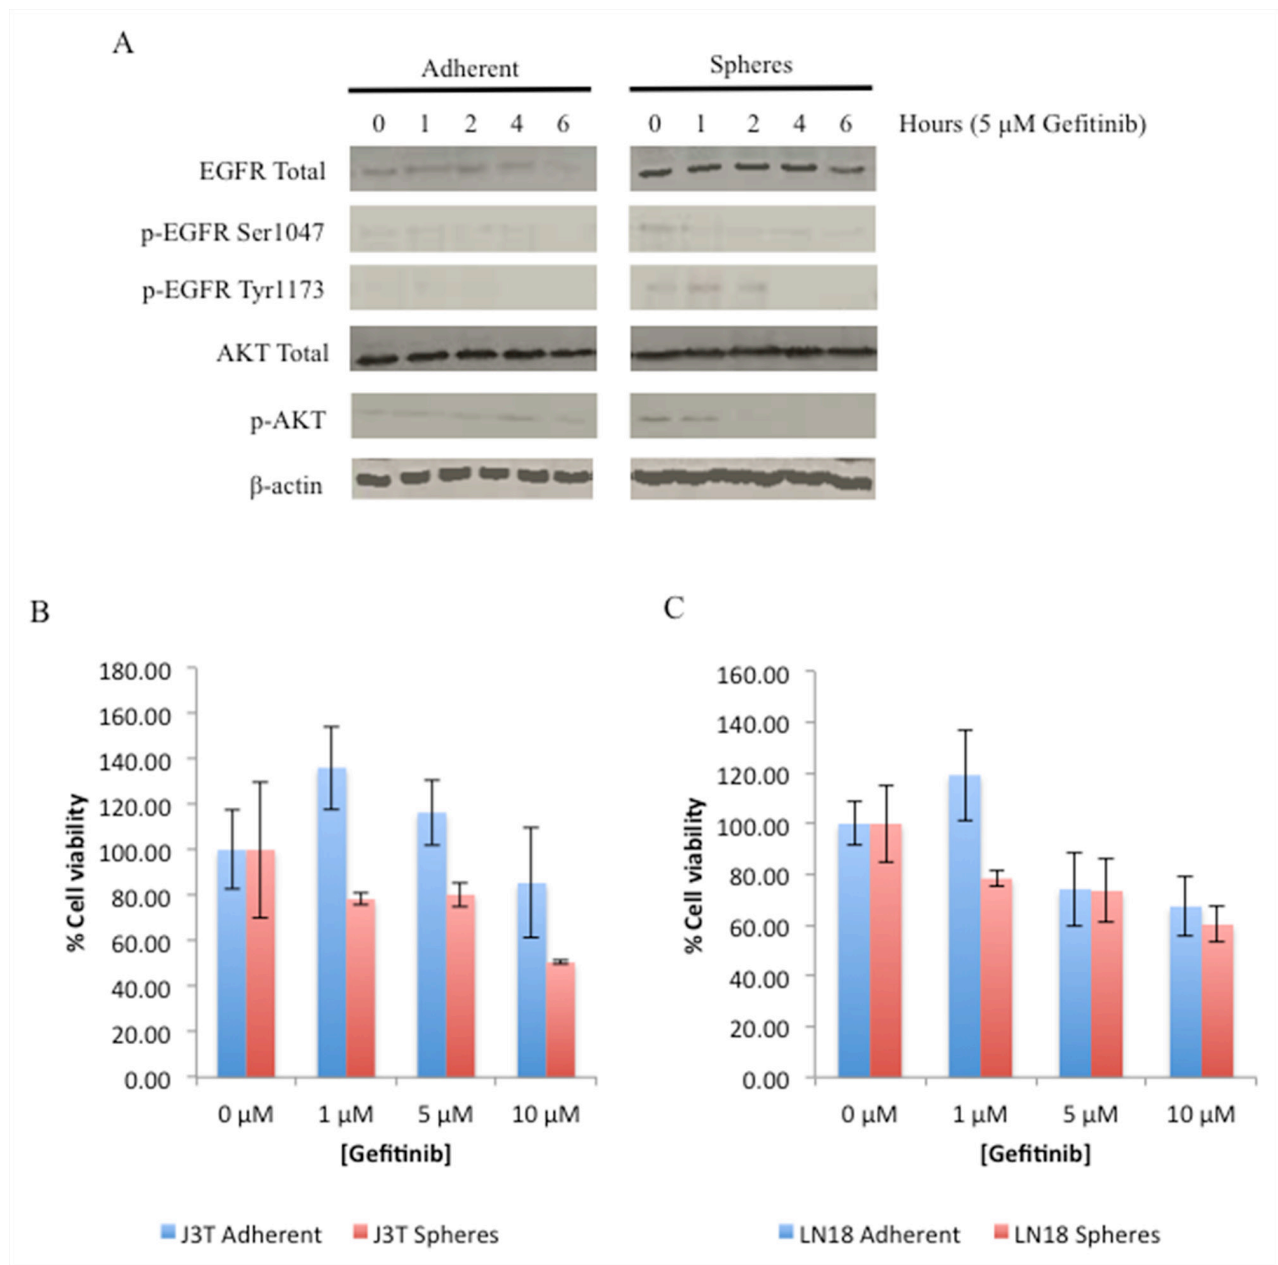 A
Adherent
Spheres
0 1 2 4 6
0 1 2 4 6
Hours (5 μM Gefitinib)
EGFR Total
p-EGFR Ser1047
p-EGFR Tyr1173
AKT Total
p-AKT
β-actin
B
180.00
160.00
140.00
120.00
100.00
80.00
60.00
40.00
20.00
0.00
% Cell viability
0 μM 1 μM 5 μM 10 μM
[Gefitinib]
J3T Adherent J3T Spheres
C
160.00
140.00
120.00
100.00
80.00
60.00
40.00
20.00
0.00
% Cell viability
0 μM 1 μM 5 μM 10 μM
[Gefitinib]
LN18 Adherent LN18 Spheres